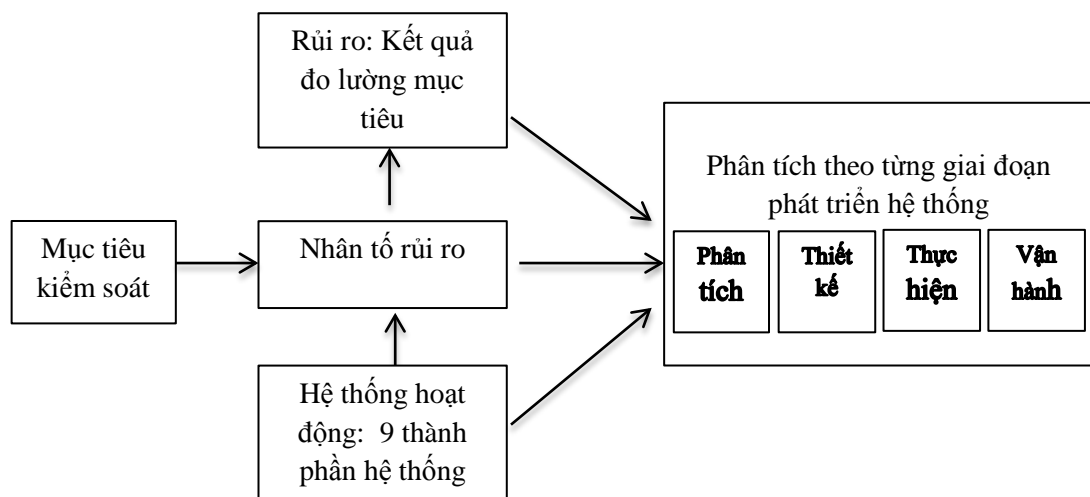 Rủi ro: Kết quả
đo lường mục
tiêu
Mục tiêu
kiểm soát
Nhân tố rủi ro
Hệ thống hoạt
động: 9 thành
phần hệ thống
Phân tích theo từng giai đoạn
phát triển hệ thống
Phân
tích
Thiết
kế
Thực
hiện
Vận
hành